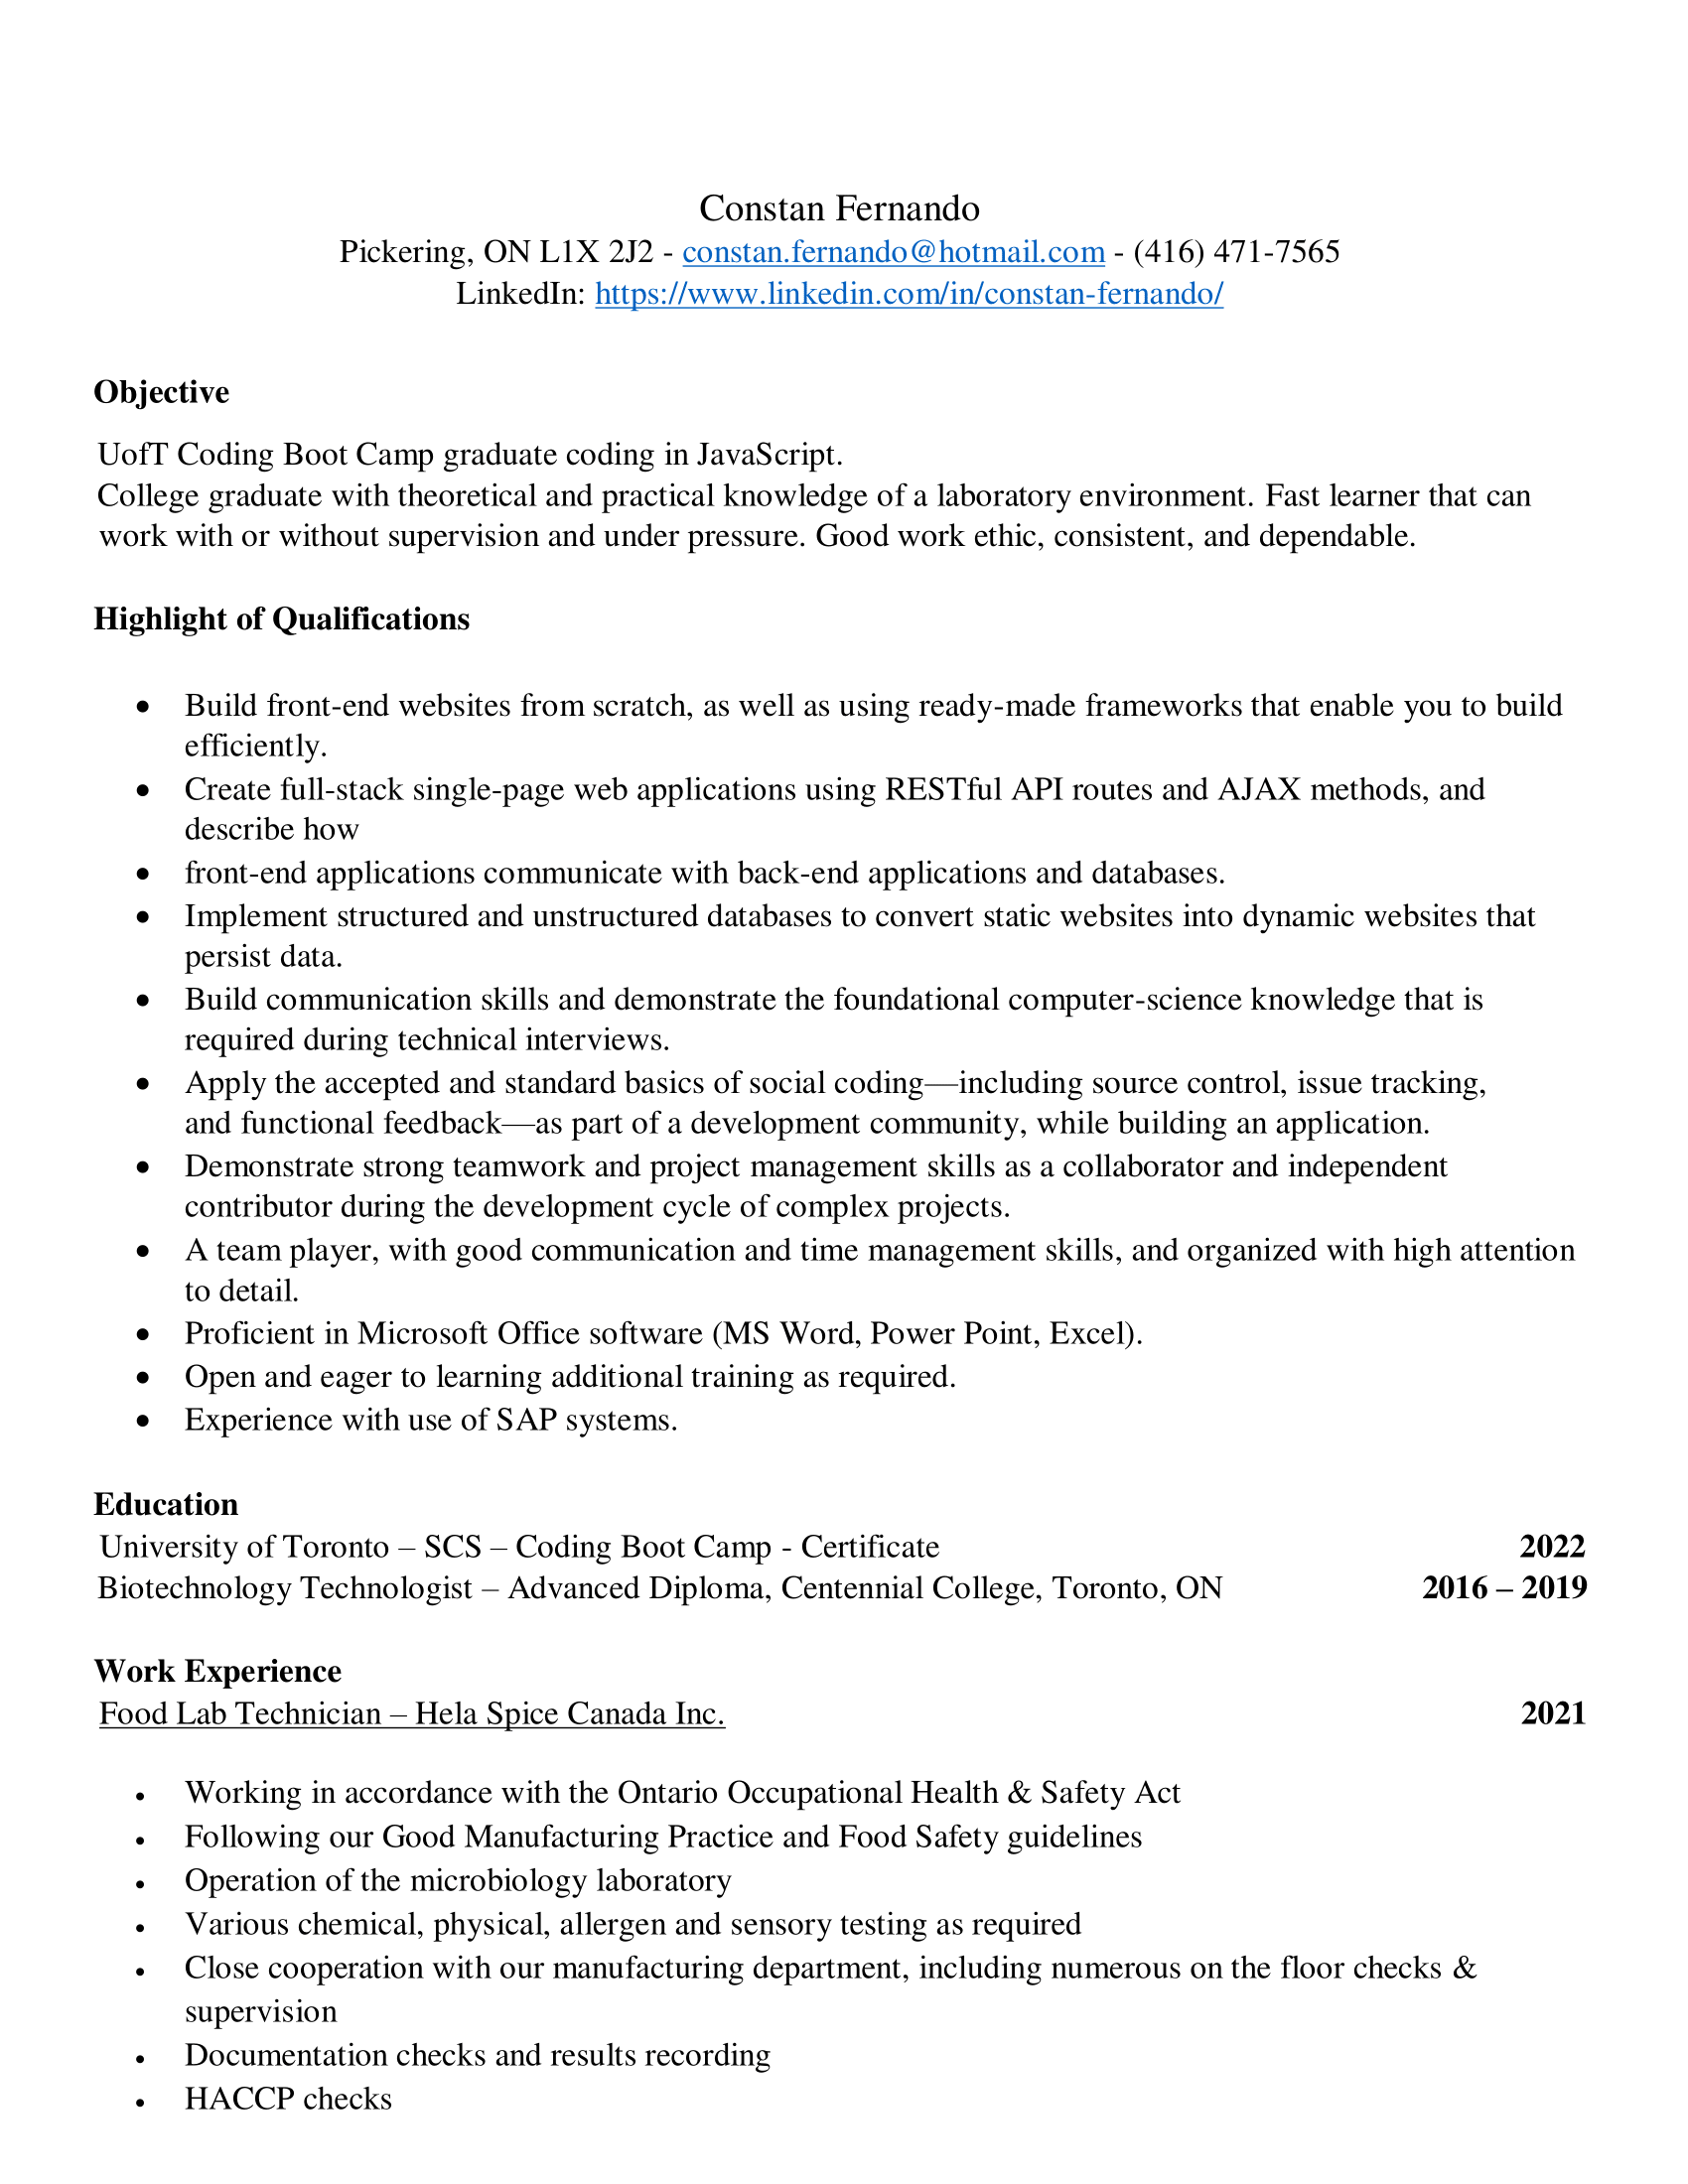 Constan Fernando
Pickering, ON L1X 2J2 - constan.fernando@hotmail.com - (416) 471-7565
LinkedIn: https://www.linkedin.com/in/constan-fernando/
Objective
UofT Coding Boot Camp graduate coding in JavaScript.
College graduate with theoretical and practical knowledge of a laboratory environment. Fast learner that can
work with or without supervision and under pressure. Good work ethic, consistent, and dependable.
Highlight of Qualifications
• Build front-end websites from scratch, as well as using ready-made frameworks that enable you to build
efficiently.
• Create full-stack single-page web applications using RESTful API routes and AJAX methods, and
describe how
• front-end applications communicate with back-end applications and databases.
• Implement structured and unstructured databases to convert static websites into dynamic websites that
persist data.
• Build communication skills and demonstrate the foundational computer-science knowledge that is
required during technical interviews.
• Apply the accepted and standard basics of social coding—including source control, issue tracking,
and functional feedback—as part of a development community, while building an application.
• Demonstrate strong teamwork and project management skills as a collaborator and independent
contributor during the development cycle of complex projects.
• A team player, with good communication and time management skills, and organized with high attention
to detail.
• Proficient in Microsoft Office software (MS Word, Power Point, Excel).
• Open and eager to learning additional training as required.
• Experience with use of SAP systems.
Education
University of Toronto – SCS – Coding Boot Camp - Certificate 2022
Biotechnology Technologist – Advanced Diploma, Centennial College, Toronto, ON 2016 – 2019
Work Experience
Food Lab Technician – Hela Spice Canada Inc. 2021
• Working in accordance with the Ontario Occupational Health & Safety Act
• Following our Good Manufacturing Practice and Food Safety guidelines
• Operation of the microbiology laboratory
• Various chemical, physical, allergen and sensory testing as required
• Close cooperation with our manufacturing department, including numerous on the floor checks &
supervision
• Documentation checks and results recording
• HACCP checks